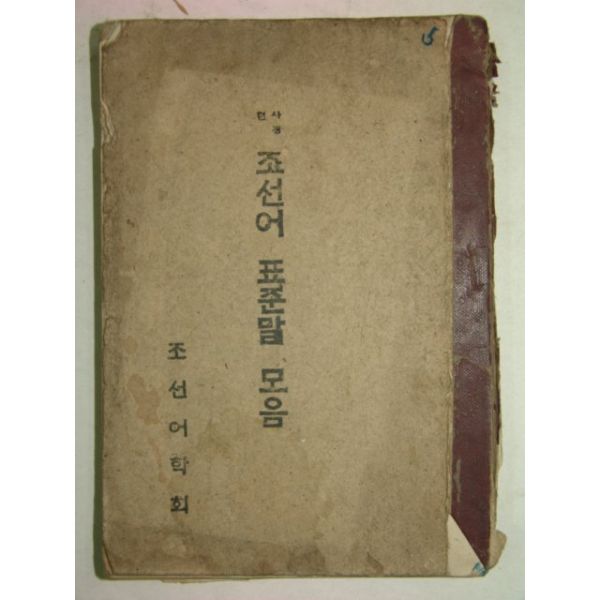 사정
한
조선어 표준말 모음
조선어학회